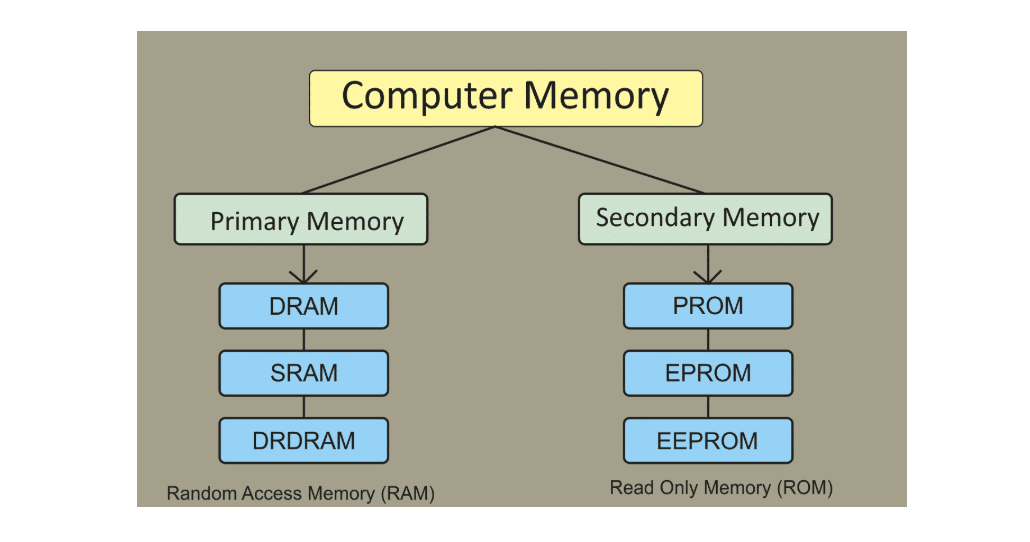 Computer Memory
Primary Memory
Secondary Memory
DRAM
PROM
SRAM
EPROM
DRDRAM
EEPROM
Random Access Memory (RAM)
Read Only Memory (ROM)